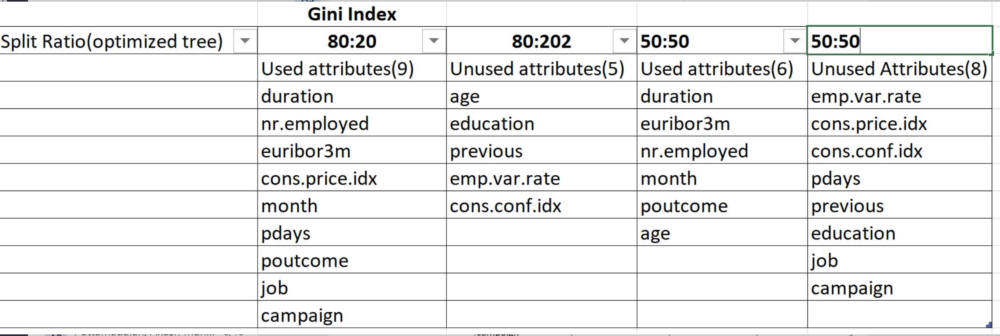 Gini Index
Split Ratio(optimized tree) 80:20 80:202 50:50 50:50
Used attributes(9) Unused attributes(5) Used attributes(6) Unused Attributes(8)
duration age duration emp.var.rate
nr.employed education euribor3m cons.price.idx
euribor3m previous nr.employed cons.conf.idx
cons.price.idx emp.var.rate month pdays
month cons.conf.idx poutcome previous
pdays age education
poutcome job
job campaign
campaign